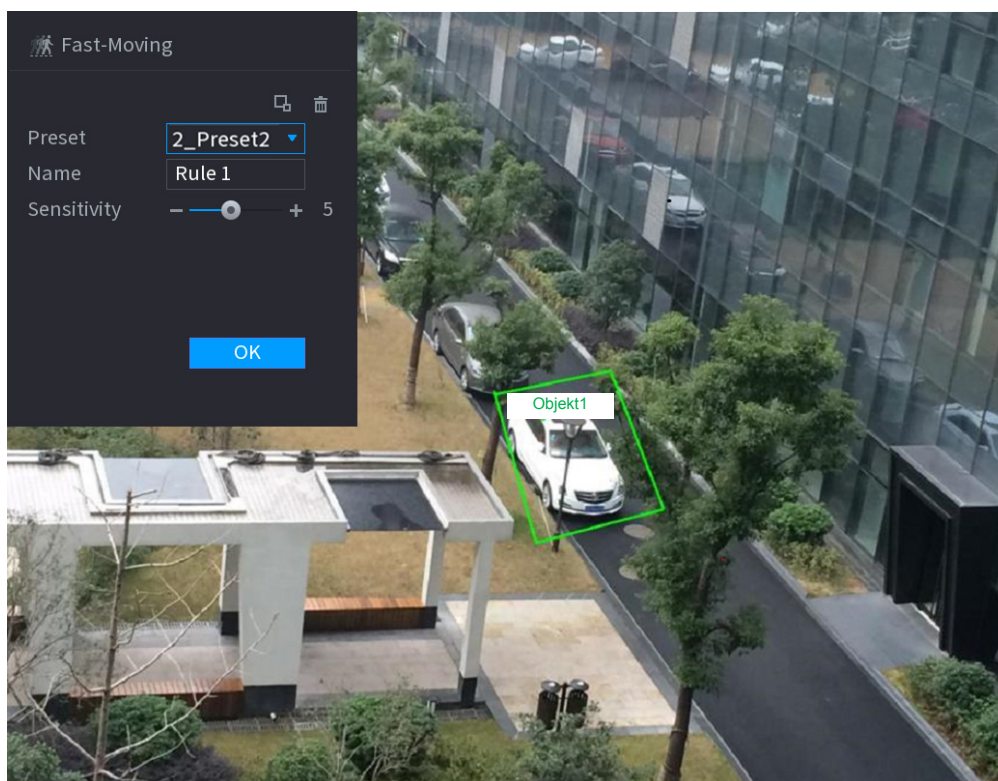 Fast-Moving
Preset 2_Preset2
Name Rule 1
Sensitivity 5
OK
Objekt1